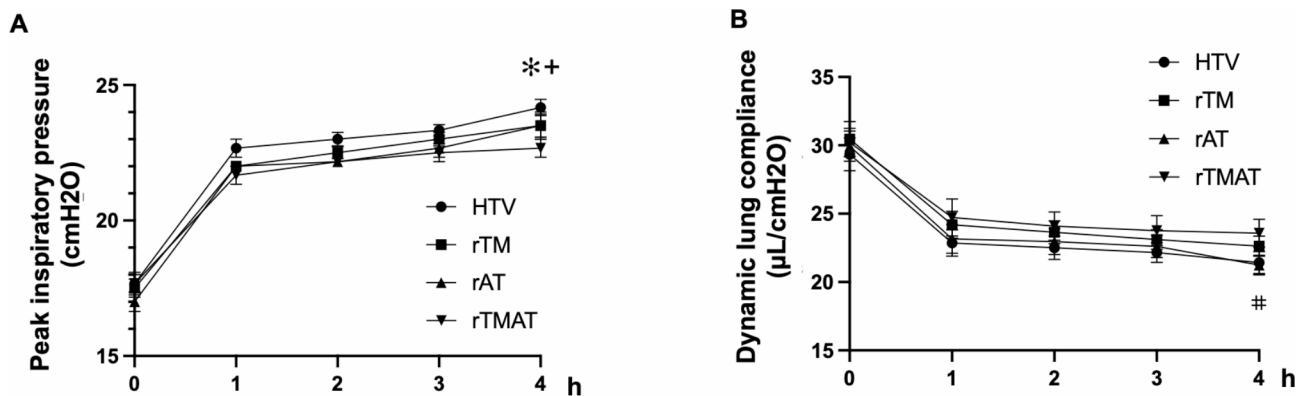 A
Peak inspiratory pressure
(cmH2O)
25
20
15
0 1 2 3 4 h
*+
HTV
rTM
rAT
rTMAT
B
Dynamic lung compliance
(µL/cmH2O)
35
30
25
20
15
0 1 2 3 4 h
HTV
rTM
rAT
rTMAT
#